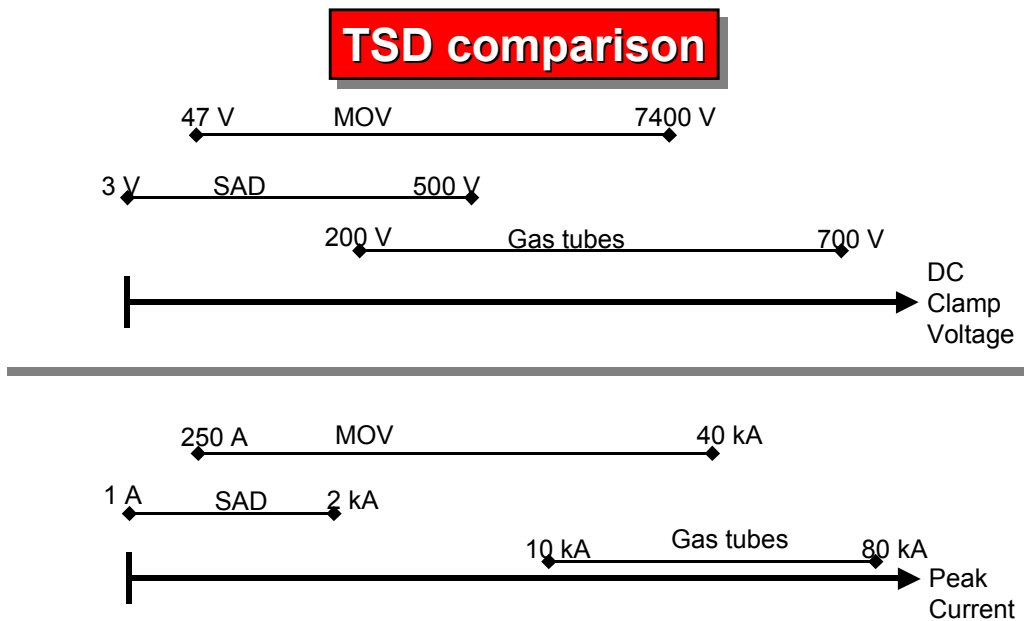 TSD comparison
47 V MOV 7400 V
3 V SAD 500 V
200 V Gas tubes 700 V
DC
Clamp
Voltage
250 A MOV 40 kA
1 A SAD 2 kA
10 kA Gas tubes 80 kA
Peak
Current